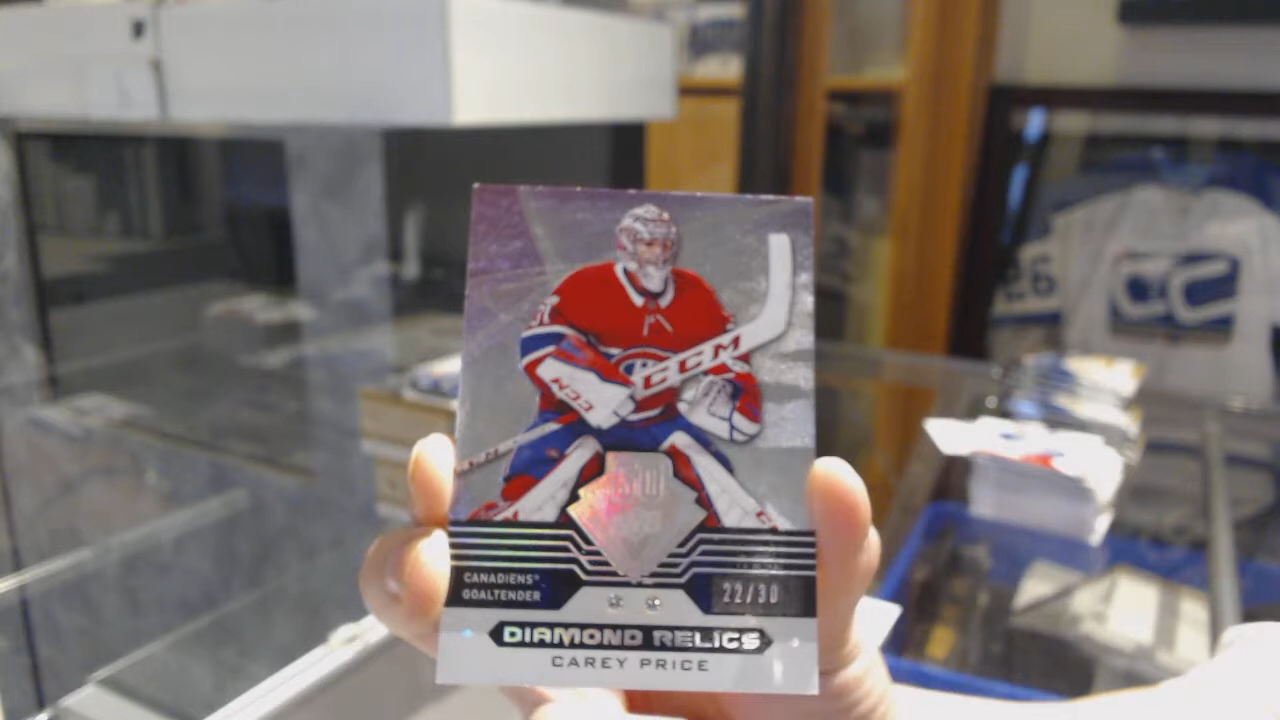 CCM
CCM
CANADIENS®
GOALTENDER
22/30
DIAMOND RELICS
CAREY PRICE